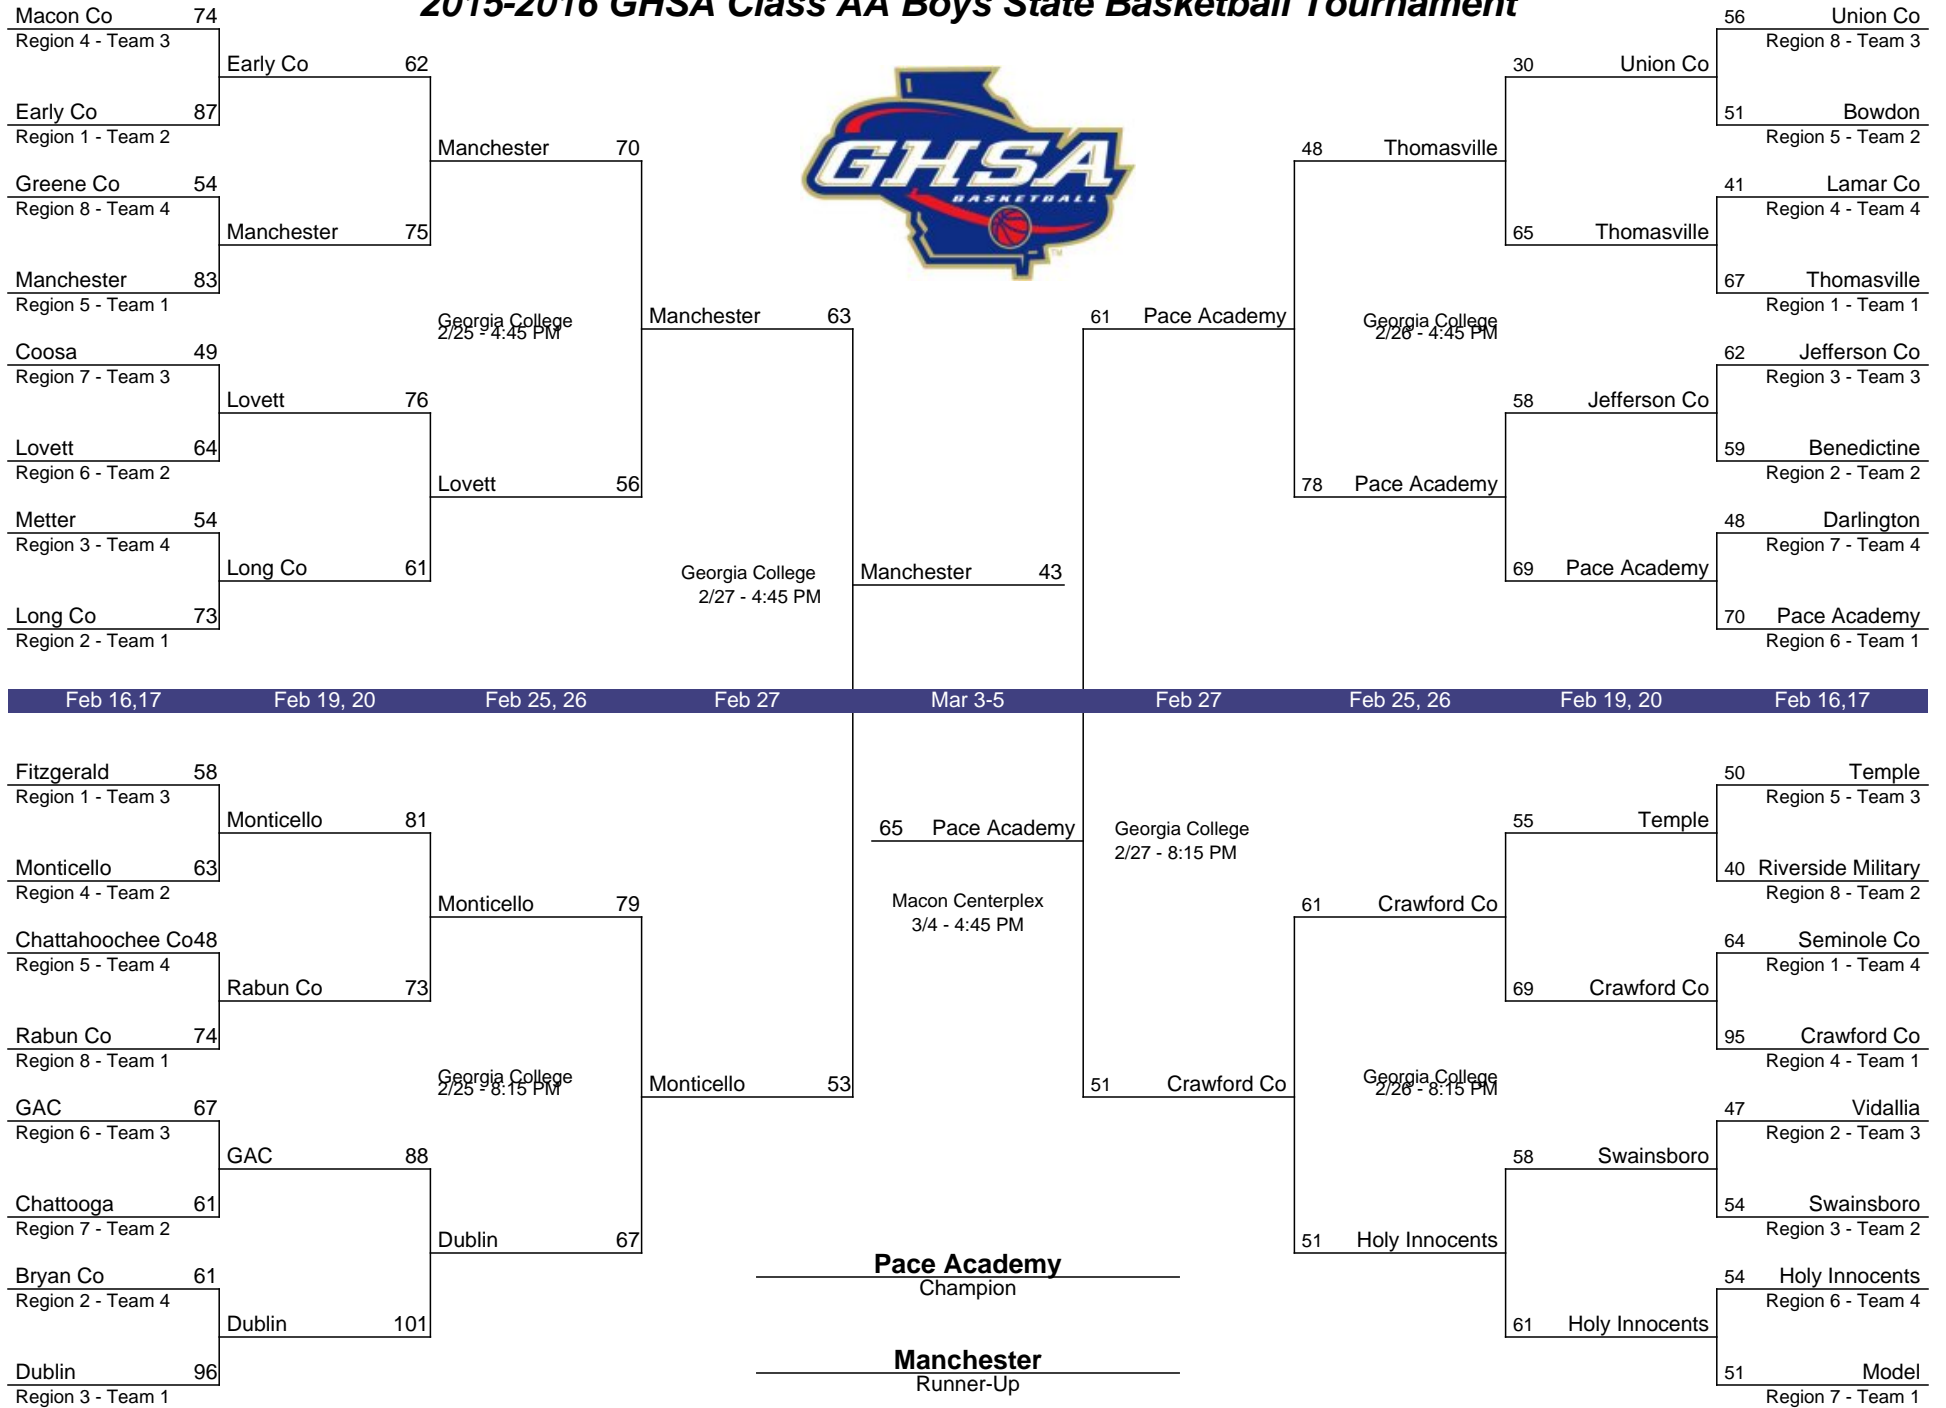 2015-2016 GHSA Class AA Boys State Basketball Tournament
GHSA
BASKETBALL
TM
Macon Co 74
Region 4 - Team 3
Early Co 87
Region 1 - Team 2
Greene Co 54
Region 8 - Team 4
Manchester 83
Region 5 - Team 1
Coosa 49
Region 7 - Team 3
Lovett 64
Region 6 - Team 2
Metter 54
Region 3 - Team 4
Long Co 73
Region 2 - Team 1
Early Co 62
Manchester 75
Lovett 76
Long Co 61
Manchester 70
Georgia College
2/25 - 4:45 PM
Lovett 56
Manchester 63
Georgia College
2/27 - 4:45 PM
Manchester 43
61 Pace Academy
48 Thomasville
Georgia College
2/26 - 4:45 PM
78 Pace Academy
30 Union Co
65 Thomasville
58 Jefferson Co
69 Pace Academy
56 Union Co
Region 8 - Team 3
51 Bowdon
Region 5 - Team 2
41 Lamar Co
Region 4 - Team 4
67 Thomasville
Region 1 - Team 1
62 Jefferson Co
Region 3 - Team 3
59 Benedictine
Region 2 - Team 2
48 Darlington
Region 7 - Team 4
70 Pace Academy
Region 6 - Team 1
Feb 16,17 Feb 19, 20 Feb 25, 26 Feb 27 Mar 3-5 Feb 27 Feb 25, 26 Feb 19, 20 Feb 16,17
Fitzgerald 58
Region 1 - Team 3
Monticello 63
Region 4 - Team 2
Chattahoochee Co48
Region 5 - Team 4
Rabun Co 74
Region 8 - Team 1
GAC 67
Region 6 - Team 3
Chattooga 61
Region 7 - Team 2
Bryan Co 61
Region 2 - Team 4
Dublin 96
Region 3 - Team 1
Monticello 81
Rabun Co 73
GAC 88
Dublin 101
Monticello 79
Georgia College
2/25 - 8:15 PM
Dublin 67
Monticello 53
65 Pace Academy
Macon Centerplex
3/4 - 4:45 PM
Georgia College
2/27 - 8:15 PM
51 Crawford Co
61 Crawford Co
Georgia College
2/26 - 8:15 PM
51 Holy Innocents
55 Temple
69 Crawford Co
58 Swainsboro
61 Holy Innocents
50 Temple
Region 5 - Team 3
40 Riverside Military
Region 8 - Team 2
64 Seminole Co
Region 1 - Team 4
95 Crawford Co
Region 4 - Team 1
47 Vidallia
Region 2 - Team 3
54 Swainsboro
Region 3 - Team 2
54 Holy Innocents
Region 6 - Team 4
51 Model
Region 7 - Team 1
Pace Academy
Champion
Manchester
Runner-Up